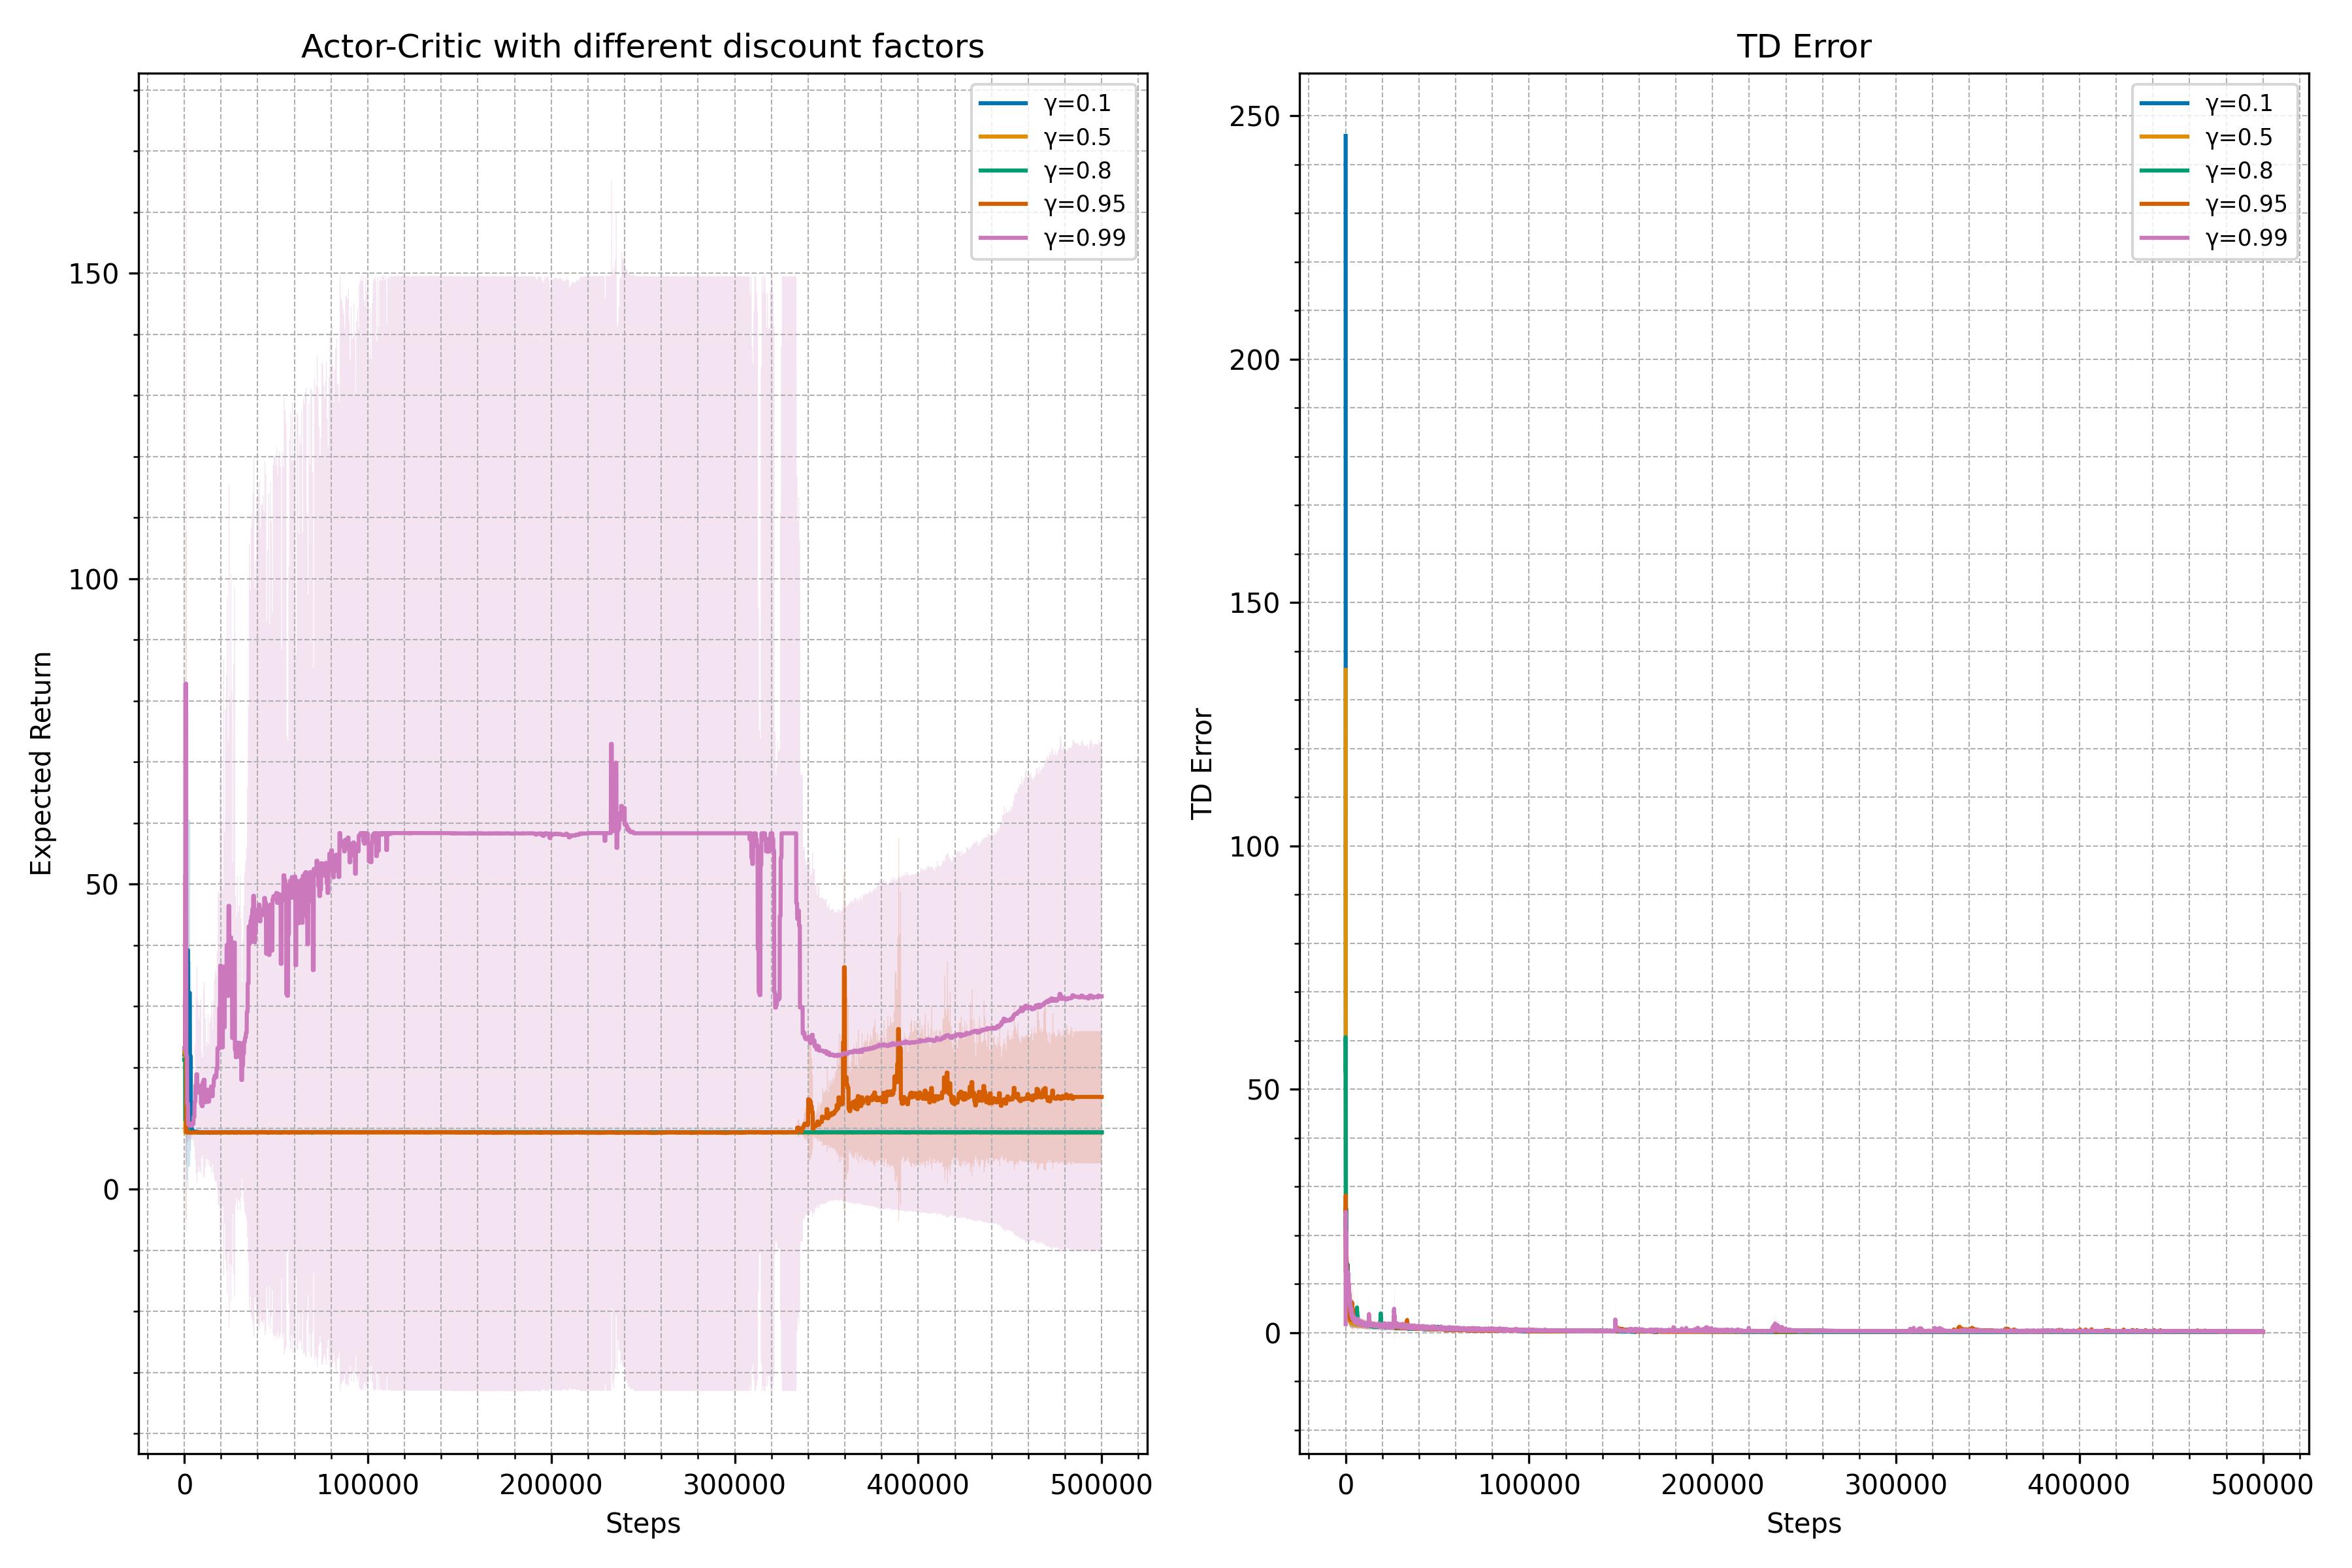 Actor-Critic with different discount factors
Expected Return
150
100
50
0
0
100000
200000
300000
400000
500000
Steps
γ=0.1
γ=0.5
γ=0.8
γ=0.95
γ=0.99
TD Error
TD Error
250
200
150
100
50
0
0
100000
200000
300000
400000
500000
Steps
γ=0.1
γ=0.5
γ=0.8
γ=0.95
γ=0.99